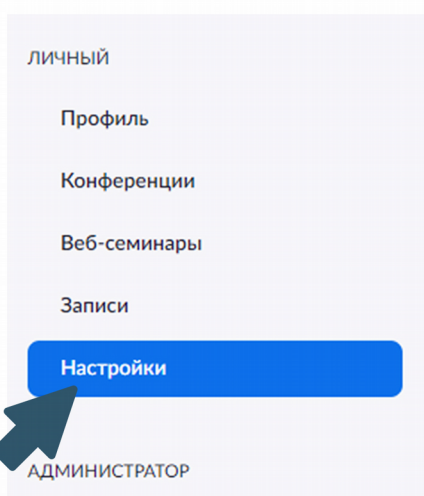 ЛИЧНЫЙ
Профиль
Конференции
Веб-семинары
Записи
Настройки
АДМИНИСТРАТОР